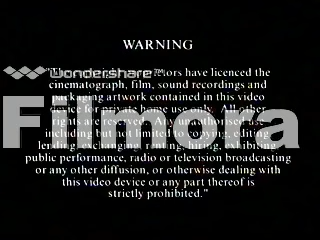 WARNING
"The                     ors have licenced the
cinematograph, film, sound recordings and
packaging artwork contained in this video
device for private home use only. All other
rights are reserved. Any unauthorised use
including but not limited to copying, editing,
lending exchanging renting, hiring, exhibiting
public performance, radio or television broadcasting
or any other diffusion, or otherwise dealing with
this video device or any part thereof is
strictly prohibited."
wondershare™
Filmora